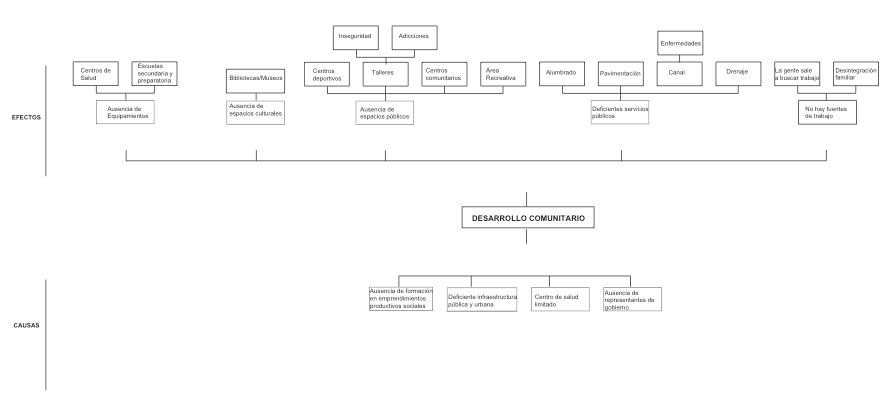 Inseguridad
Adicciones
Enfermedades
Centros de
Salud
Escuelas
secundaria y
preparatoria
Bibliotecas/Museos
Centros
deportivos
Talleres
Centros
comunitarios
Área
Recreativa
Alumbrado
Pavimentación
Canal
Drenaje
La gente sale
a buscar trabajo
Desintegración
familiar
EFECTOS
Ausencia de
Equipamientos
Ausencia de
espacios culturales
Ausencia de
espacios públicos
Deficientes servicios
públicos
No hay fuentes
de trabajo
DESARROLLO COMUNITARIO
CAUSAS
Ausencia de formación
en emprendimientos
productivos sociales
Deficiente infraestructura
pública y urbana
Centro de salud
limitado
Ausencia de
representantes de
gobierno